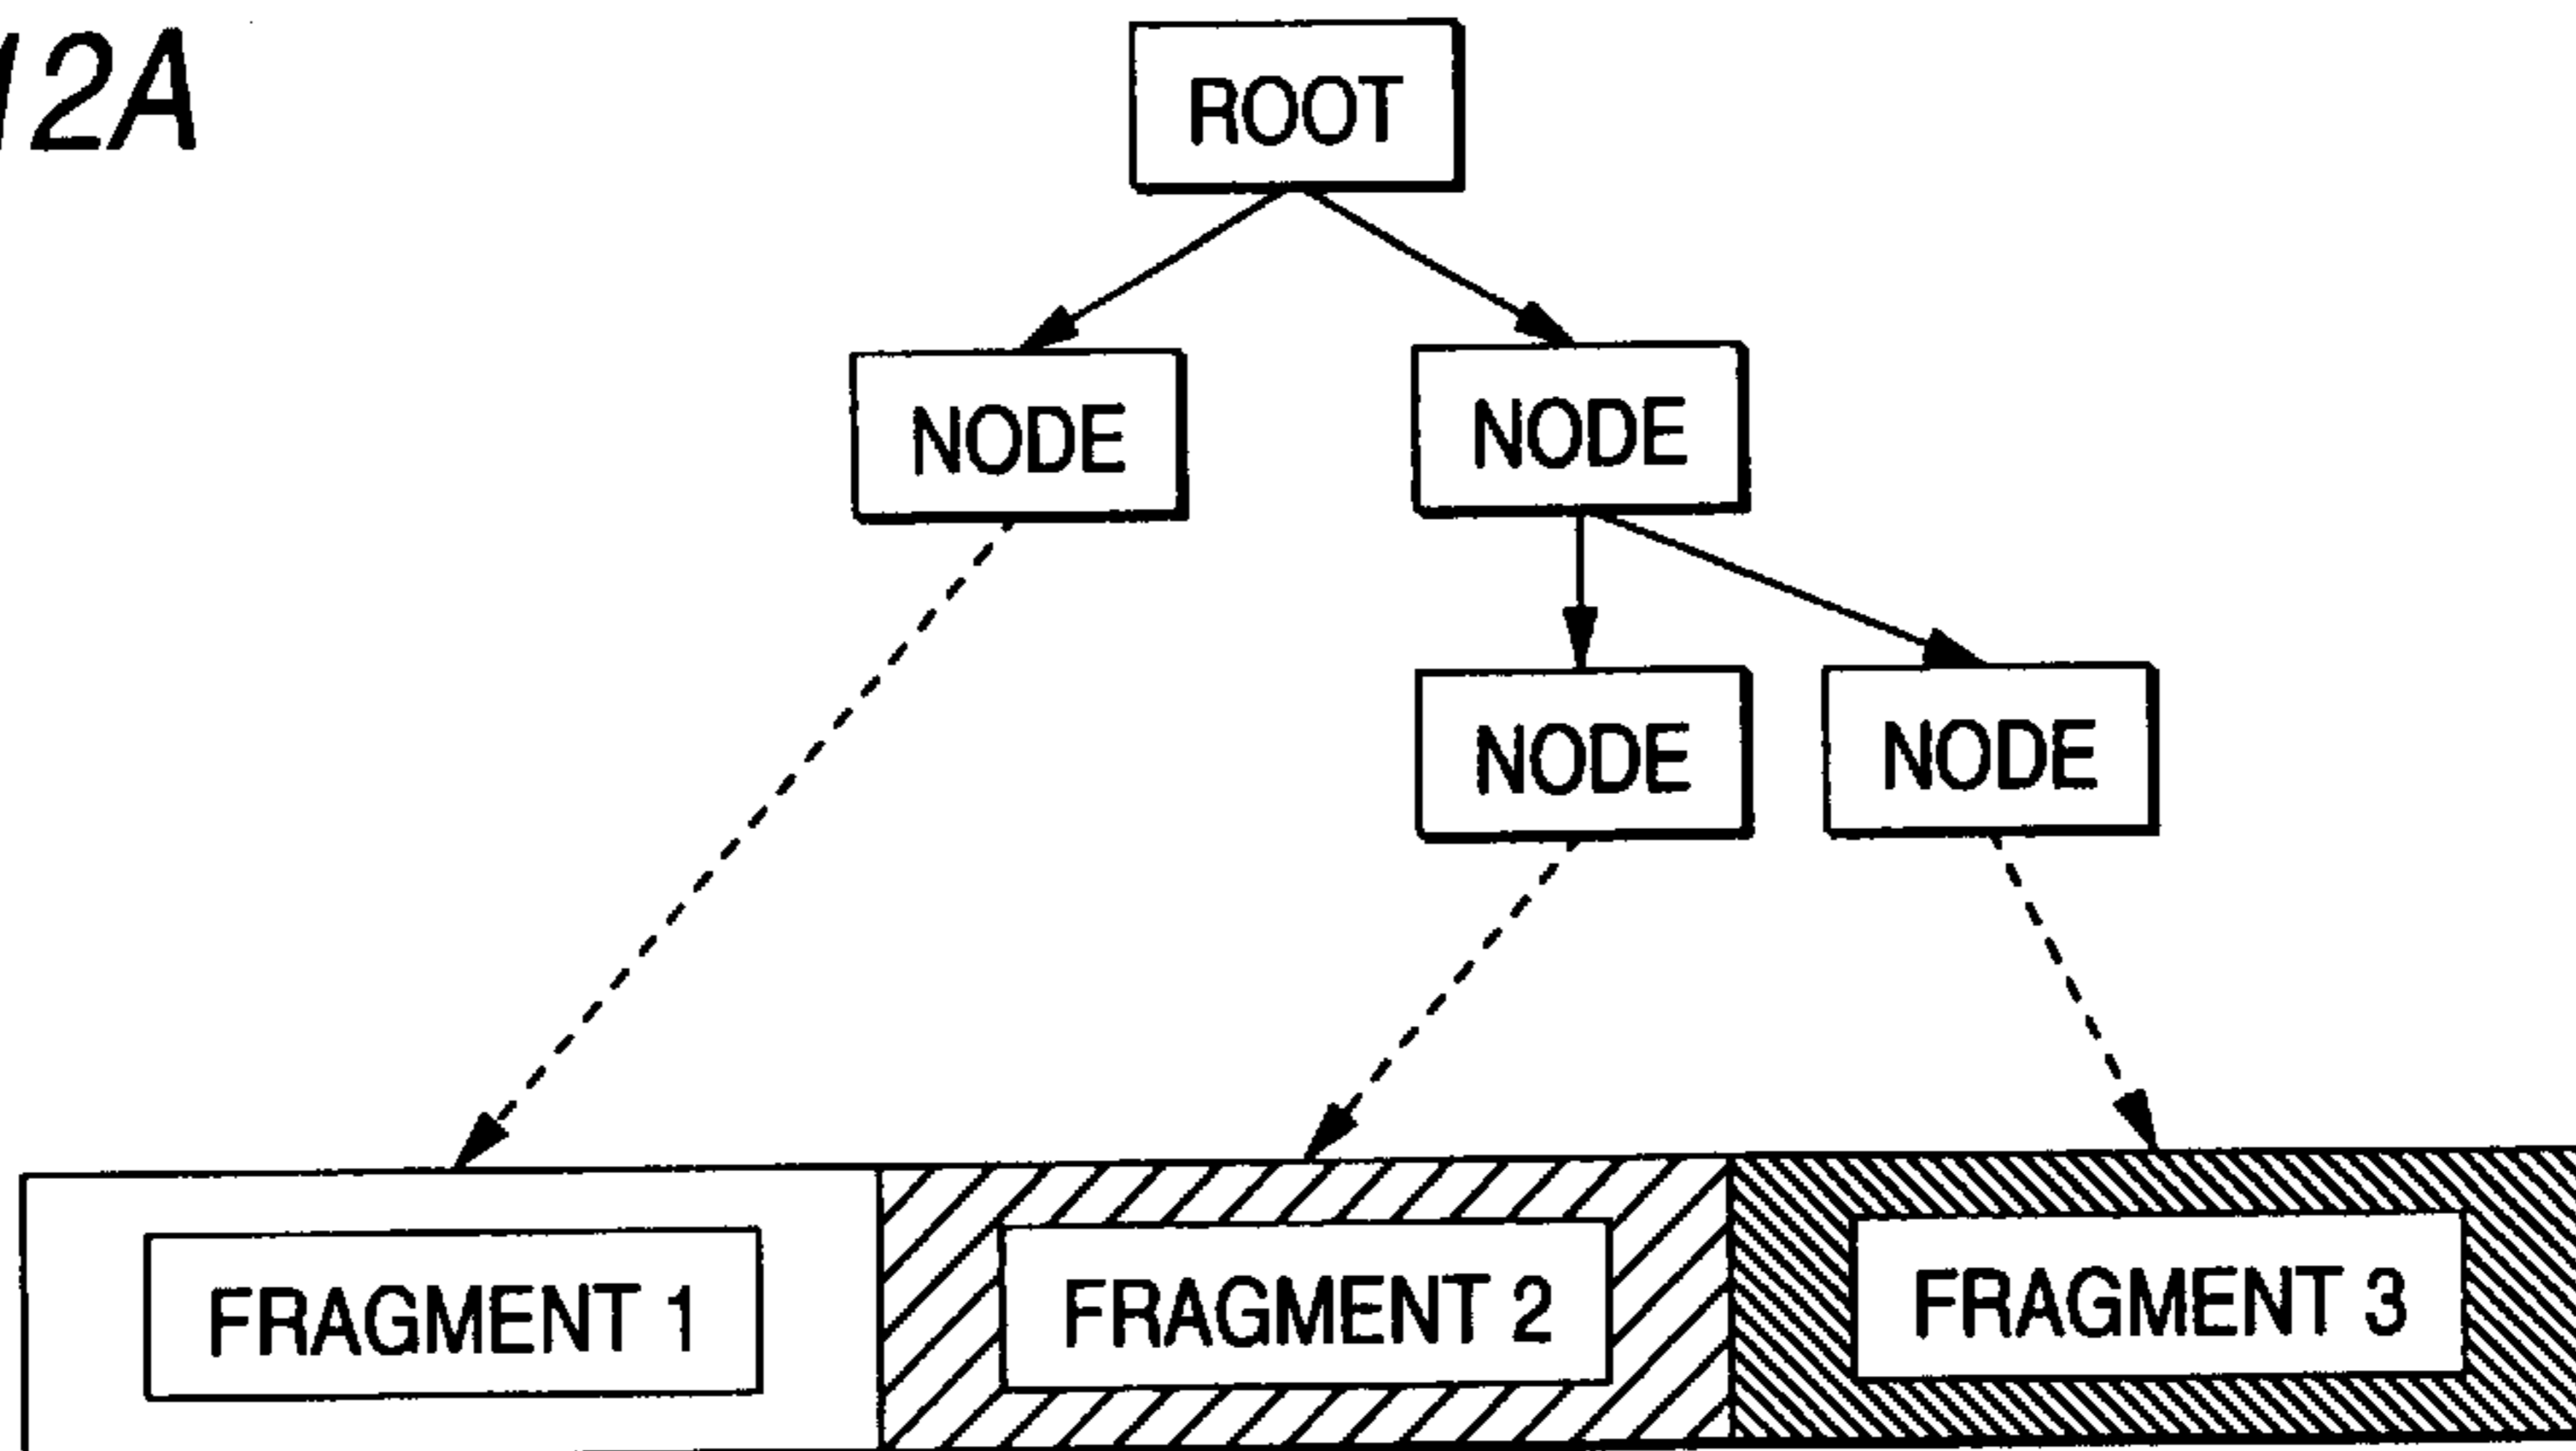 12A
ROOT
NODE NODE
NODE NODE
FRAGMENT 1 FRAGMENT 2 FRAGMENT 3